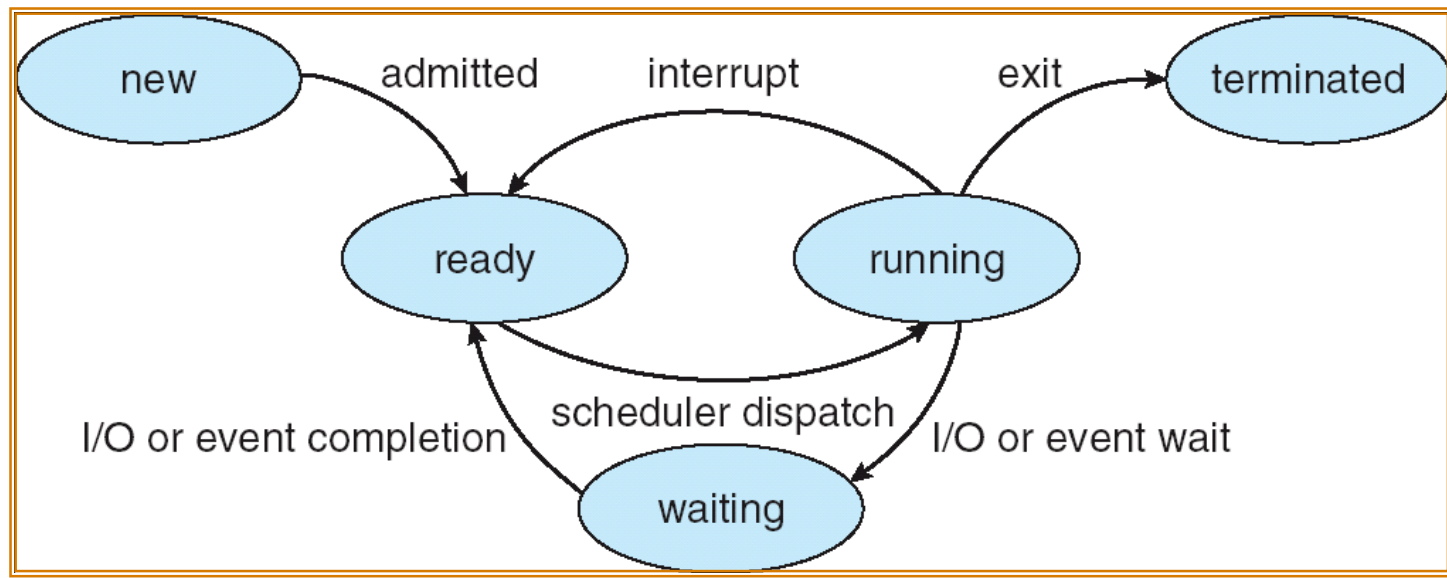 new
admitted
interrupt
exit
terminated
ready
running
scheduler dispatch
I/O or event completion
I/O or event wait
waiting